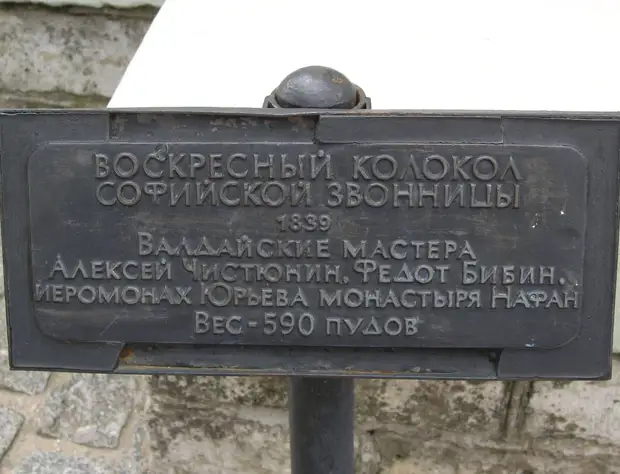 ВОСКРЕСНЫЙ КОЛОКОЛ
СОФИЙСКОЙ ЗВОННИЦЫ
1839
ВАЛДАЙСКИЕ МАСТЕРА
АЛЕКСЕЙ ЧИСТЮНИН, ФЕДОТ БИБИН,
ИЕРОМОНАХ ЮРЬЕВА МОНАСТЫРЯ НАФАН
ВЕС - 590 ПУДОВ